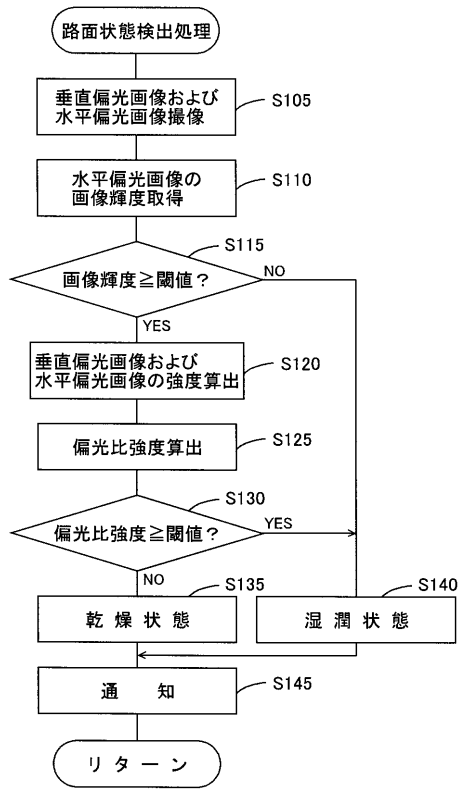 路面状態検出処理
垂直偏光画像および
水平偏光画像撮像
S105
水平偏光画像の
画像輝度取得
S110
S115
画像輝度≧閾値？
NO
YES
垂直偏光画像および
水平偏光画像の強度算出
S120
偏光比強度算出
S125
S130
偏光比強度≧閾値？
YES
NO
S135
乾燥状態
S140
湿潤状態
通知
S145
リターン